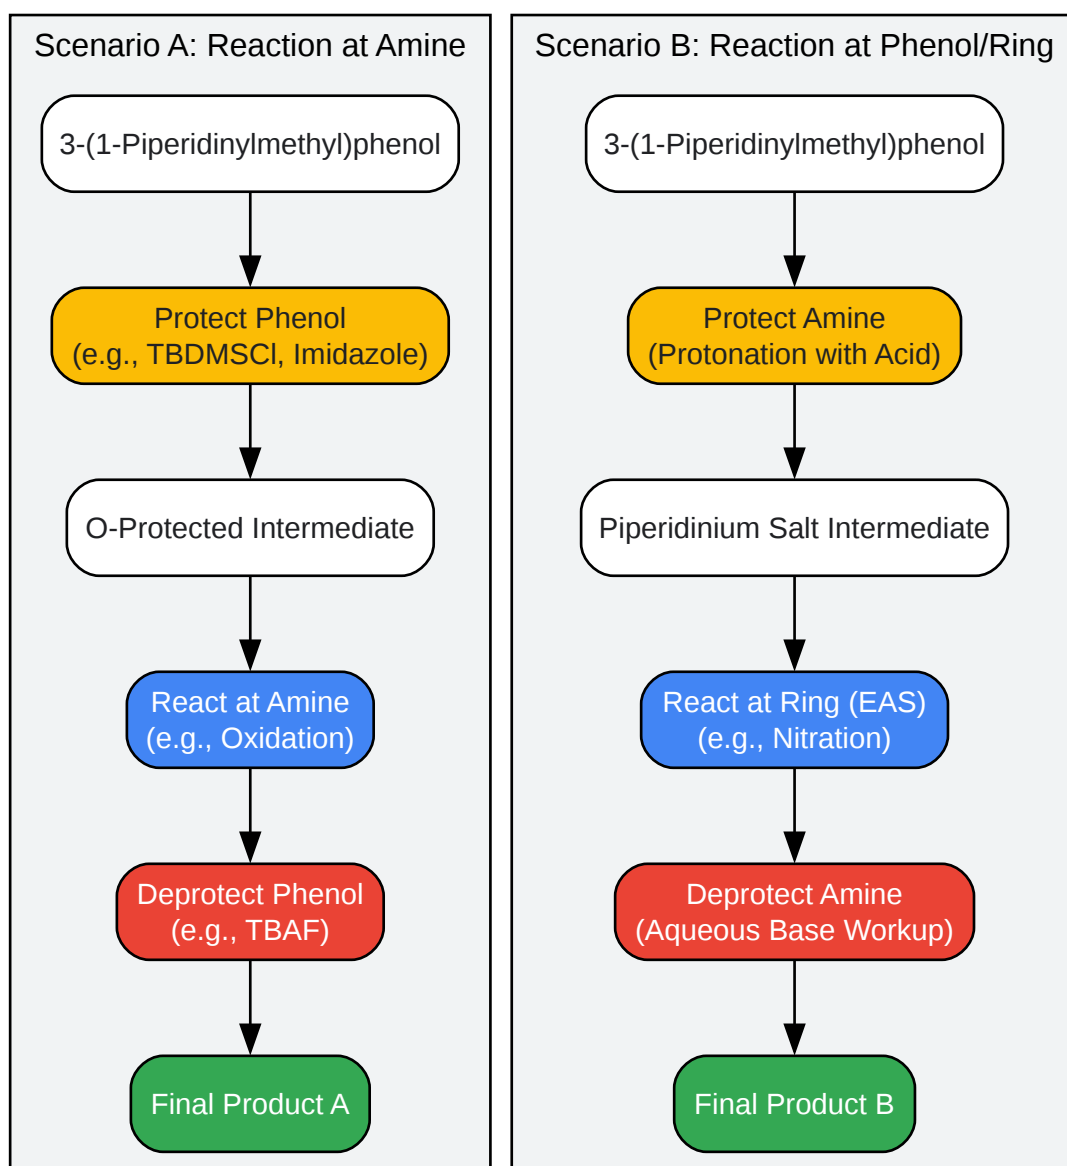 Scenario A: Reaction at Amine
3-(1-Piperidinylmethyl)phenol
Protect Phenol
(e.g., TBDMSCl, Imidazole)
O-Protected Intermediate
React at Amine
(e.g., Oxidation)
Deprotect Phenol
(e.g., TBAF)
Final Product A
Scenario B: Reaction at Phenol/Ring
3-(1-Piperidinylmethyl)phenol
Protect Amine
(Protonation with Acid)
Piperidinium Salt Intermediate
React at Ring (EAS)
(e.g., Nitration)
Deprotect Amine
(Aqueous Base Workup)
Final Product B